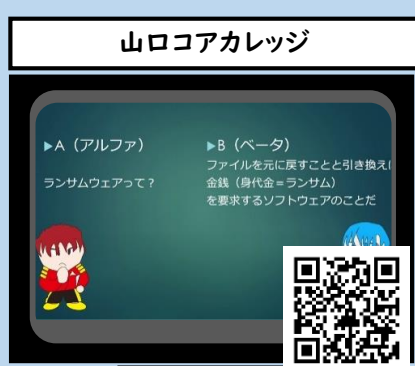 山口コアカレッジ
▶A（アルファ）
ランサムウェアって？
▶B（ベータ）
ファイルを元に戻すことと引き換えに
金銭（身代金＝ランサム）
を要求するソフトウェアのことだ